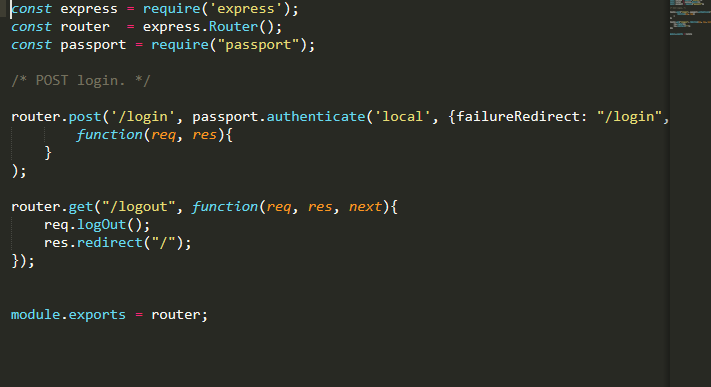 const express = require('express');
const router  = express.Router();
const passport = require("passport");
/* POST login. */
router.post('/login', passport.authenticate('local', {failureRedirect: "/login",
        function(req, res){
    }
);
router.get("/logout", function(req, res, next){
    req.logOut();
    res.redirect("/");
});
module.exports = router;